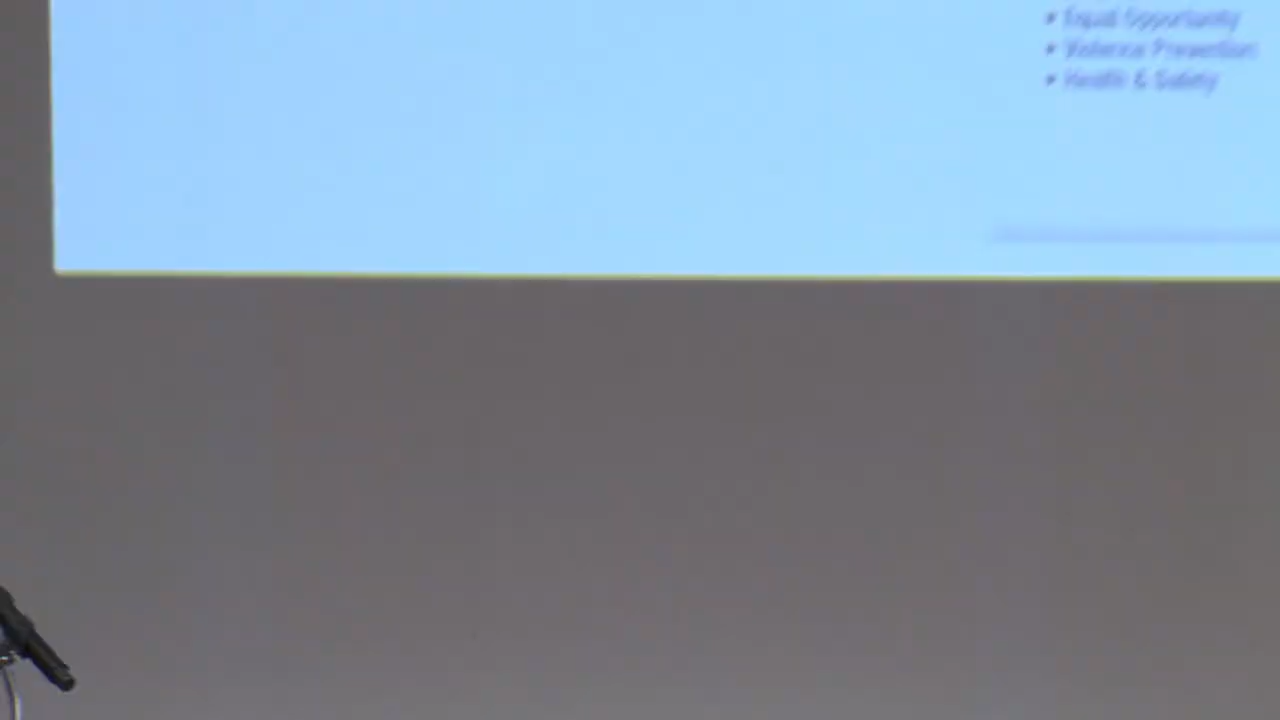 • Equal Opportunity
• Violence Prevention
• Health & Safety